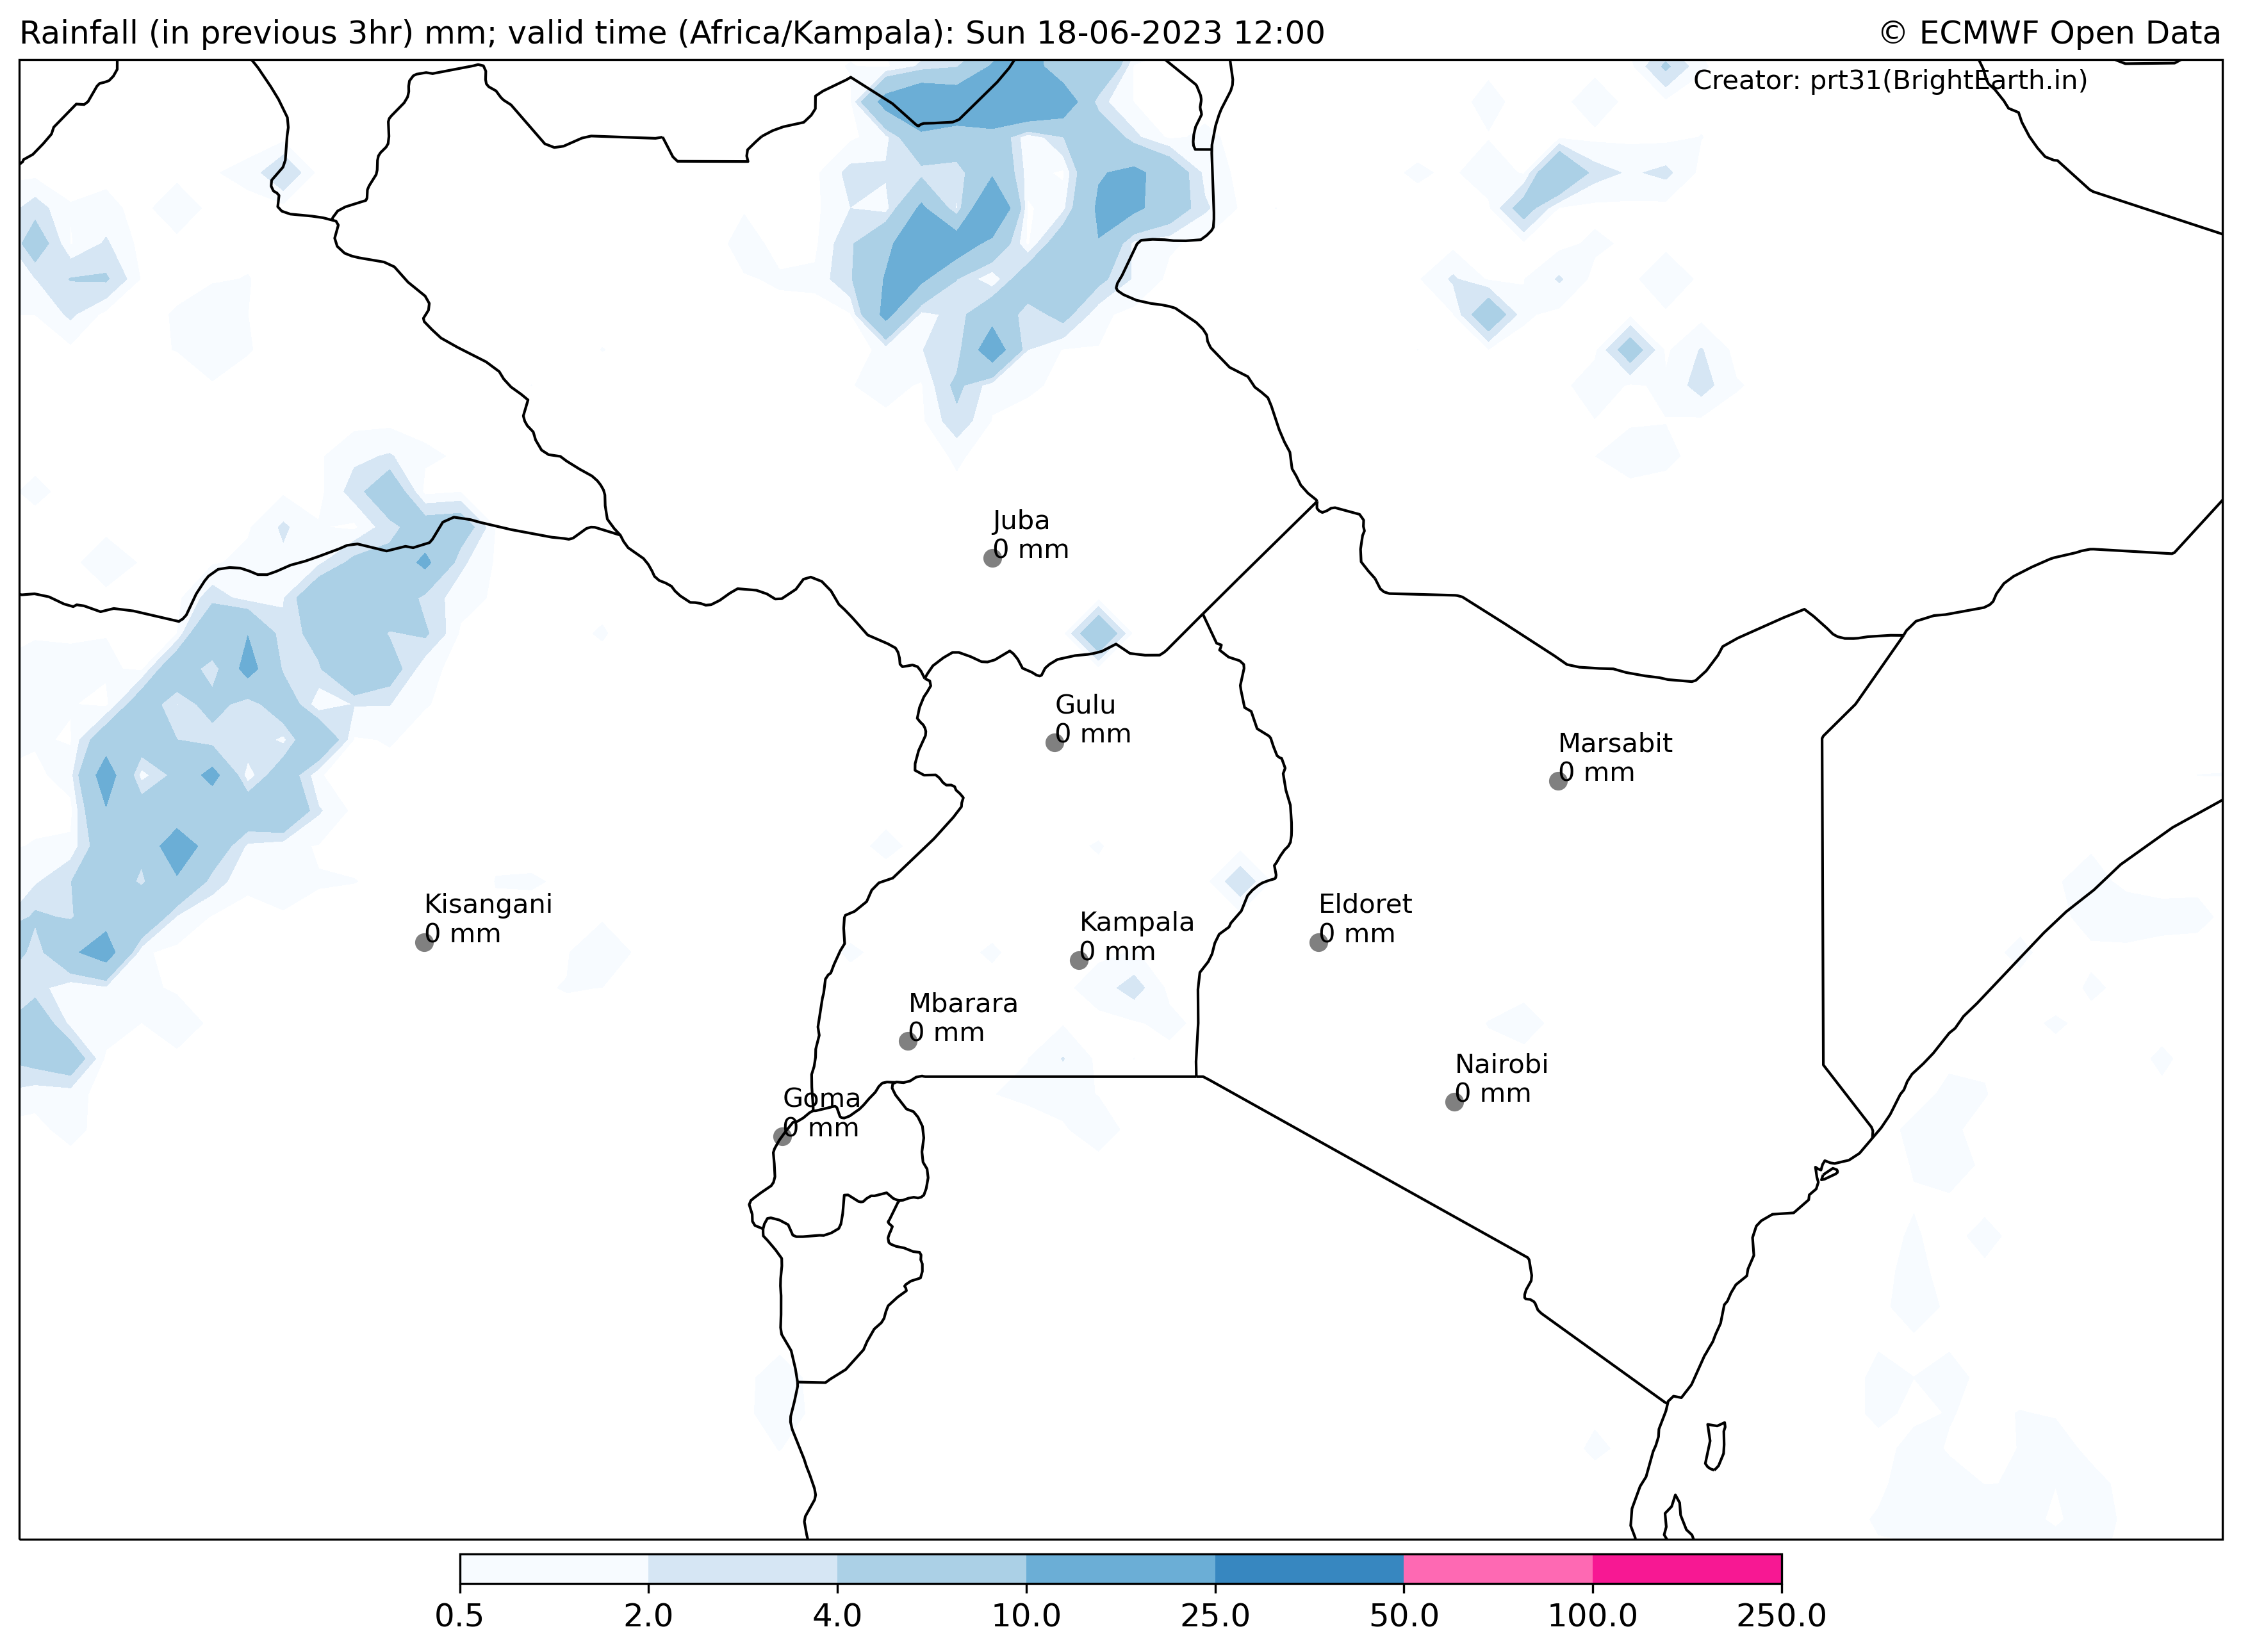 Rainfall (in previous 3hr) mm; valid time (Africa/Kampala): Sun 18-06-2023 12:00
© ECMWF Open Data
Creator: prt31(BrightEarth.in)
Juba
0 mm
Gulu
0 mm
Marsabit
0 mm
Kisangani
0 mm
Eldoret
0 mm
Kampala
0 mm
Mbarara
0 mm
Nairobi
0 mm
Goma
0 mm
0.5 2.0 4.0 10.0 25.0 50.0 100.0 250.0